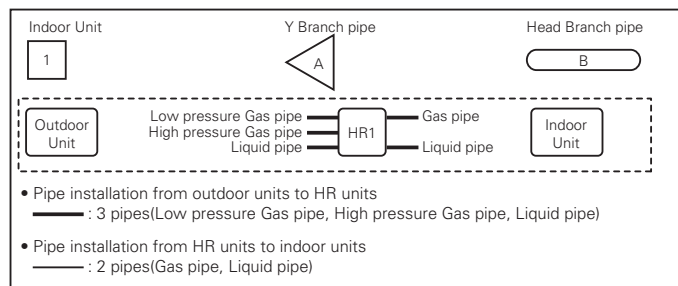 Indoor Unit
Y Branch pipe
Head Branch pipe
1
A
B
Outdoor
Unit
Low pressure Gas pipe
High pressure Gas pipe
Liquid pipe
HR1
Gas pipe
Liquid pipe
Indoor
Unit
• Pipe installation from outdoor units to HR units
: 3 pipes(Low pressure Gas pipe, High pressure Gas pipe, Liquid pipe)
• Pipe installation from HR units to indoor units
: 2 pipes(Gas pipe, Liquid pipe)